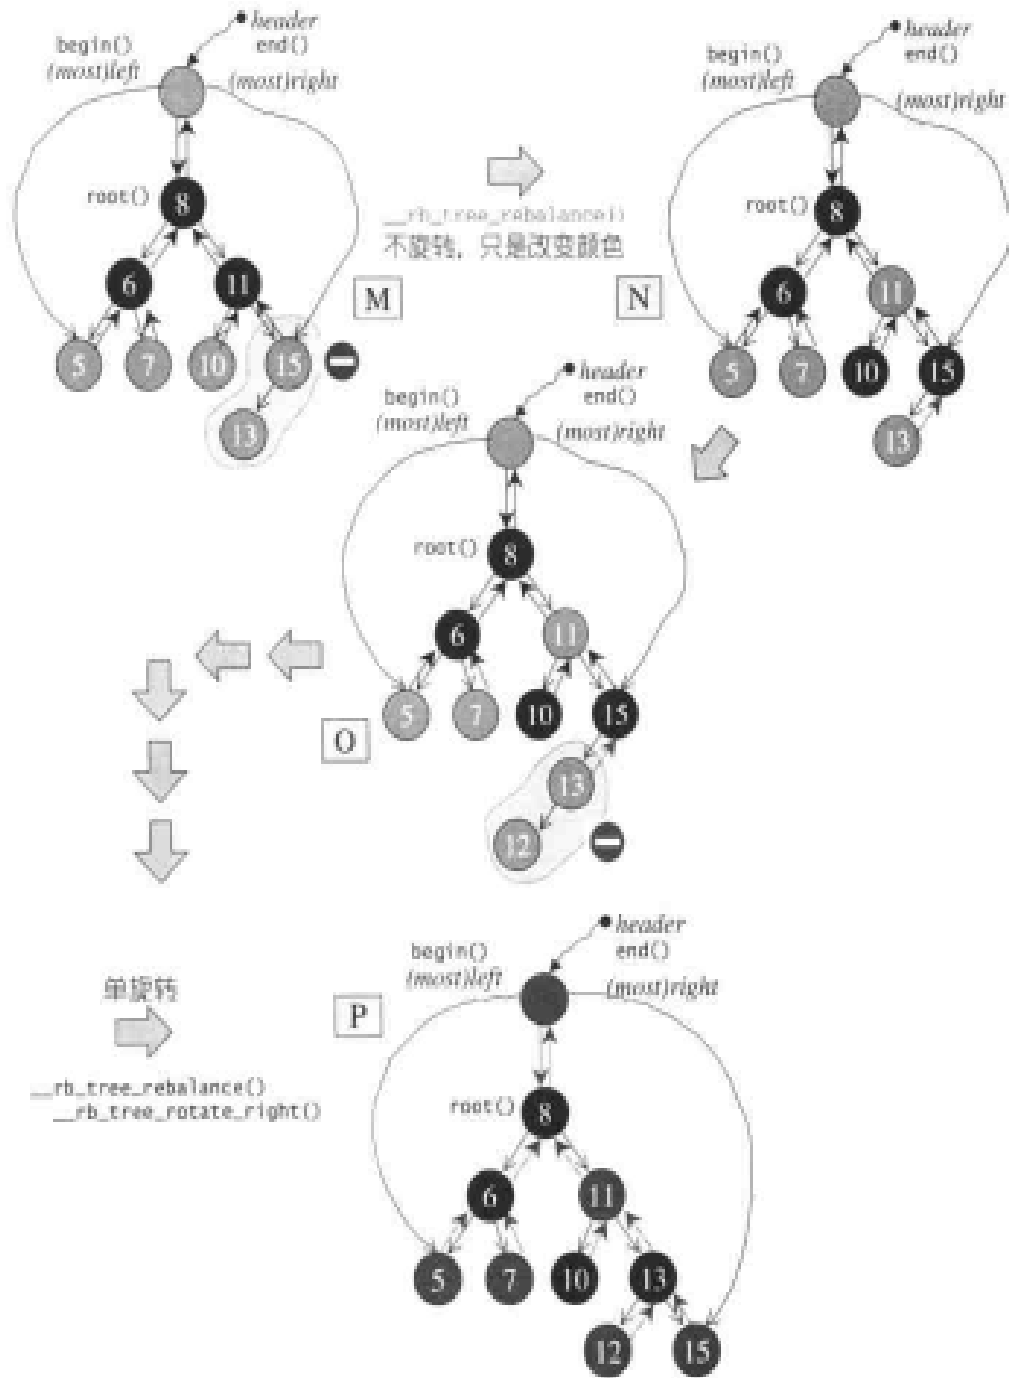 header
begin()
end()
(most)left
(most)right
root()
8
6
11
5
7
10
15
13
M
__rb_tree_rebalance()
不旋转，只是改变颜色
header
begin()
end()
(most)left
(most)right
root()
8
6
11
5
7
10
15
13
N
header
begin()
end()
(most)left
(most)right
root()
8
6
11
5
7
10
15
13
12
O
单旋转
__rb_tree_rebalance()
__rb_tree_rotate_right()
P
header
begin()
end()
(most)left
(most)right
root()
8
6
11
5
7
10
13
12
15